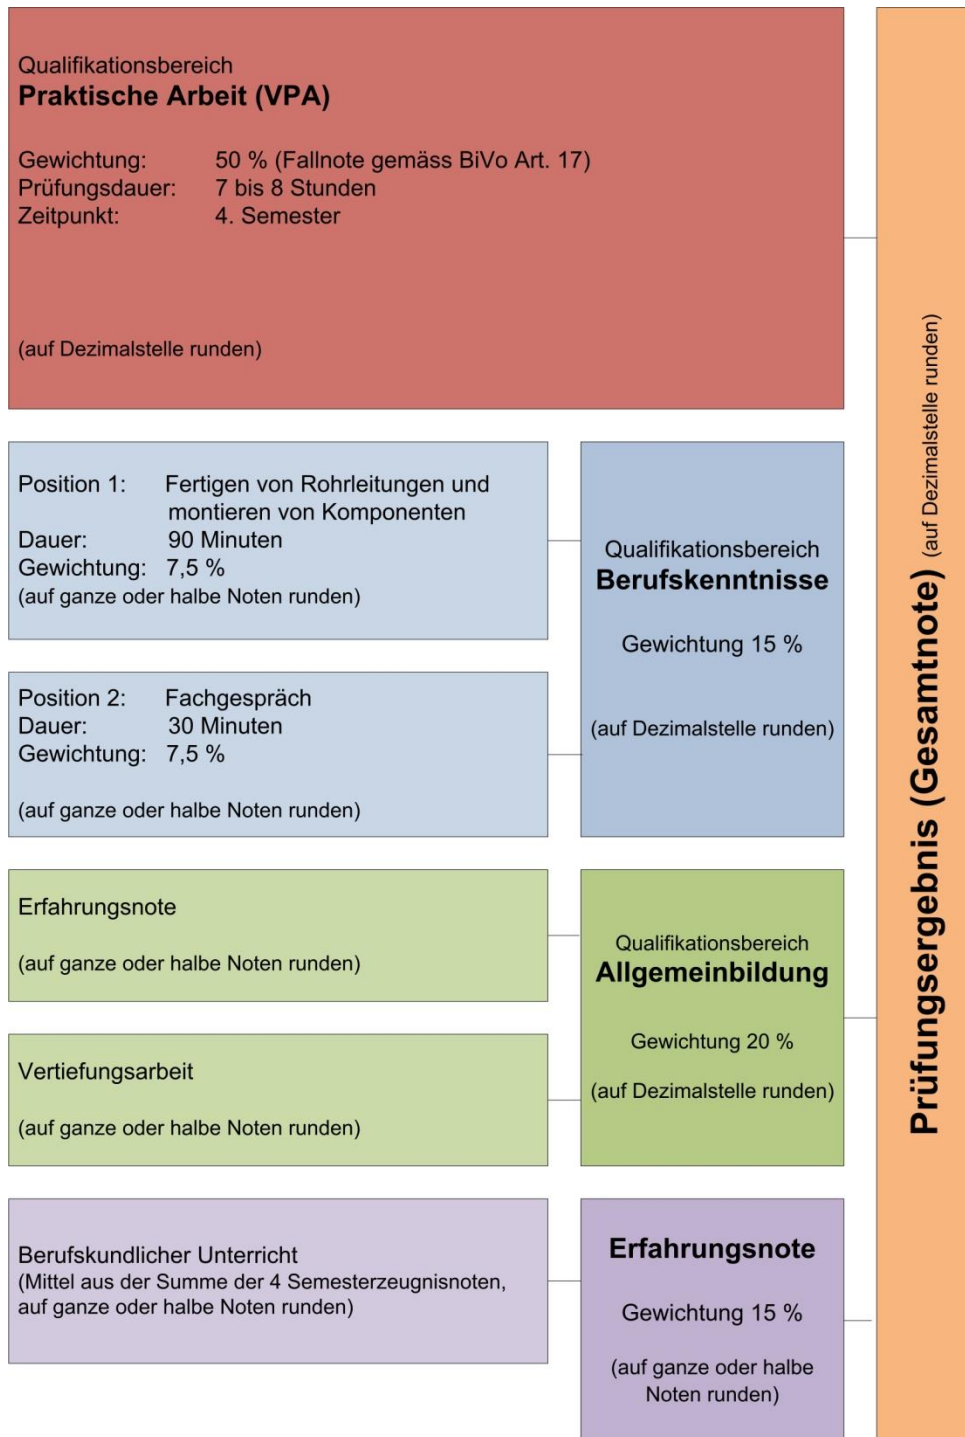 Qualifikationsbereich
Praktische Arbeit (VPA)
Gewichtung: 50 % (Fallnote gemäss BiVo Art. 17)
Prüfungsdauer: 7 bis 8 Stunden
Zeitpunkt: 4. Semester
(auf Dezimalstelle runden)
Position 1: Fertigen von Rohrleitungen und
montieren von Komponenten
Dauer: 90 Minuten
Gewichtung: 7,5 %
(auf ganze oder halbe Noten runden)
Position 2: Fachgespräch
Dauer: 30 Minuten
Gewichtung: 7,5 %
(auf ganze oder halbe Noten runden)
Qualifikationsbereich
Berufskenntnisse
Gewichtung 15 %
(auf Dezimalstelle runden)
Erfahrungsnote
(auf ganze oder halbe Noten runden)
Vertiefungsarbeit
(auf ganze oder halbe Noten runden)
Qualifikationsbereich
Allgemeinbildung
Gewichtung 20 %
(auf Dezimalstelle runden)
Berufskundlicher Unterricht
(Mittel aus der Summe der 4 Semesterzeugnisnoten,
auf ganze oder halbe Noten runden)
Erfahrungsnote
Gewichtung 15 %
(auf ganze oder halbe
Noten runden)
Prüfungsergebnis (Gesamtnote) (auf Dezimalstelle runden)